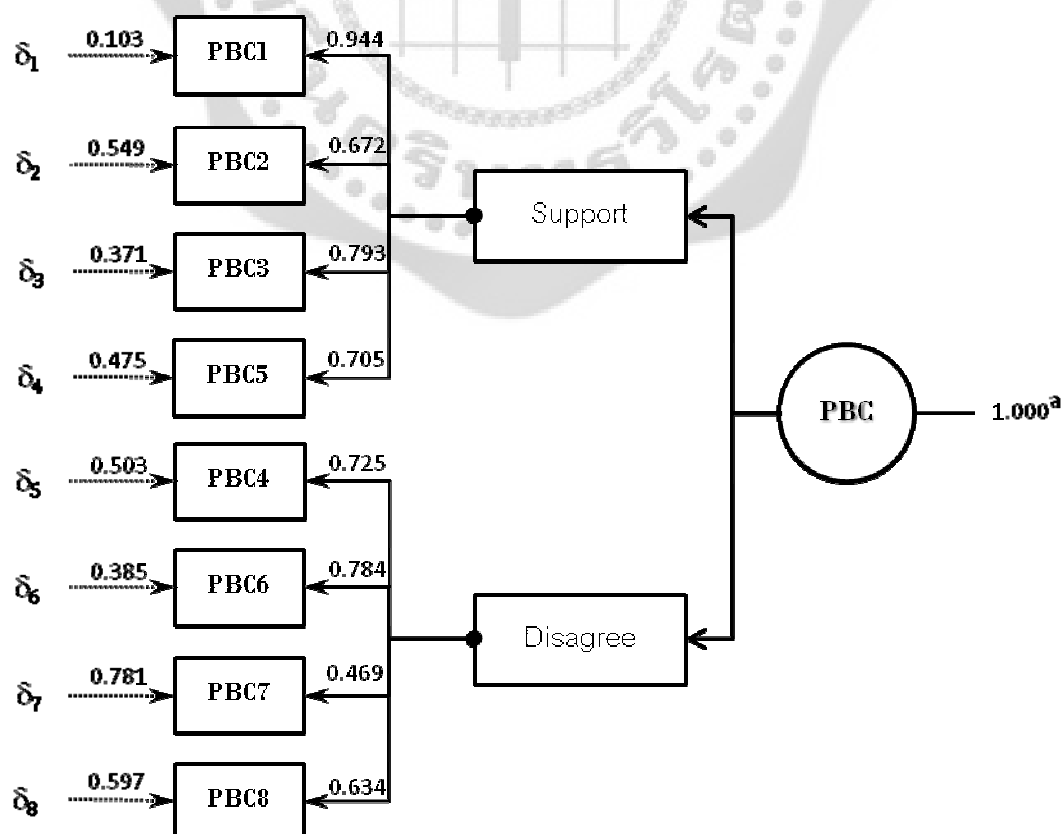 δ1 0.103 PBC1 0.944
δ2 0.549 PBC2 0.672
Support
δ3 0.371 PBC3 0.793
δ4 0.475 PBC5 0.705
PBC 1.000a
δ5 0.503 PBC4 0.725
δ6 0.385 PBC6 0.784
Disagree
δ7 0.781 PBC7 0.469
δ8 0.597 PBC8 0.634